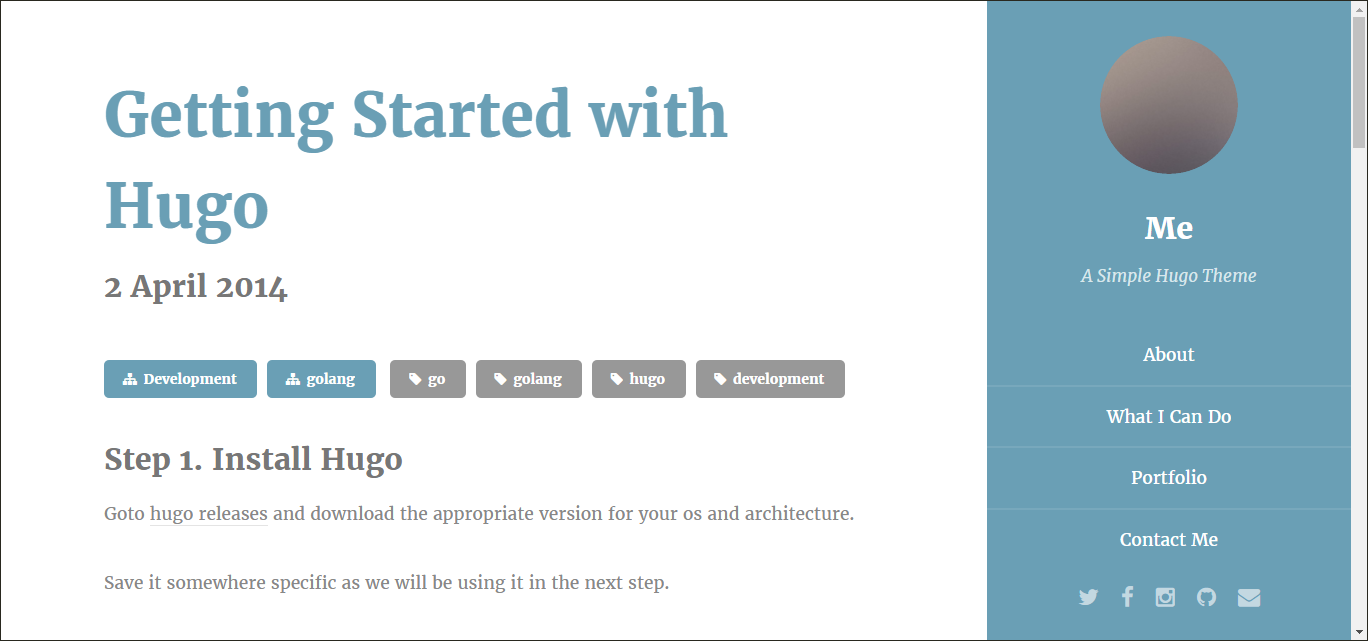 Getting Started with
Hugo
2 April 2014
Development golang go golang hugo development
Step 1. Install Hugo
Goto hugo releases and download the appropriate version for your os and architecture.
Save it somewhere specific as we will be using it in the next step.
Me
A Simple Hugo Theme
About
What I Can Do
Portfolio
Contact Me